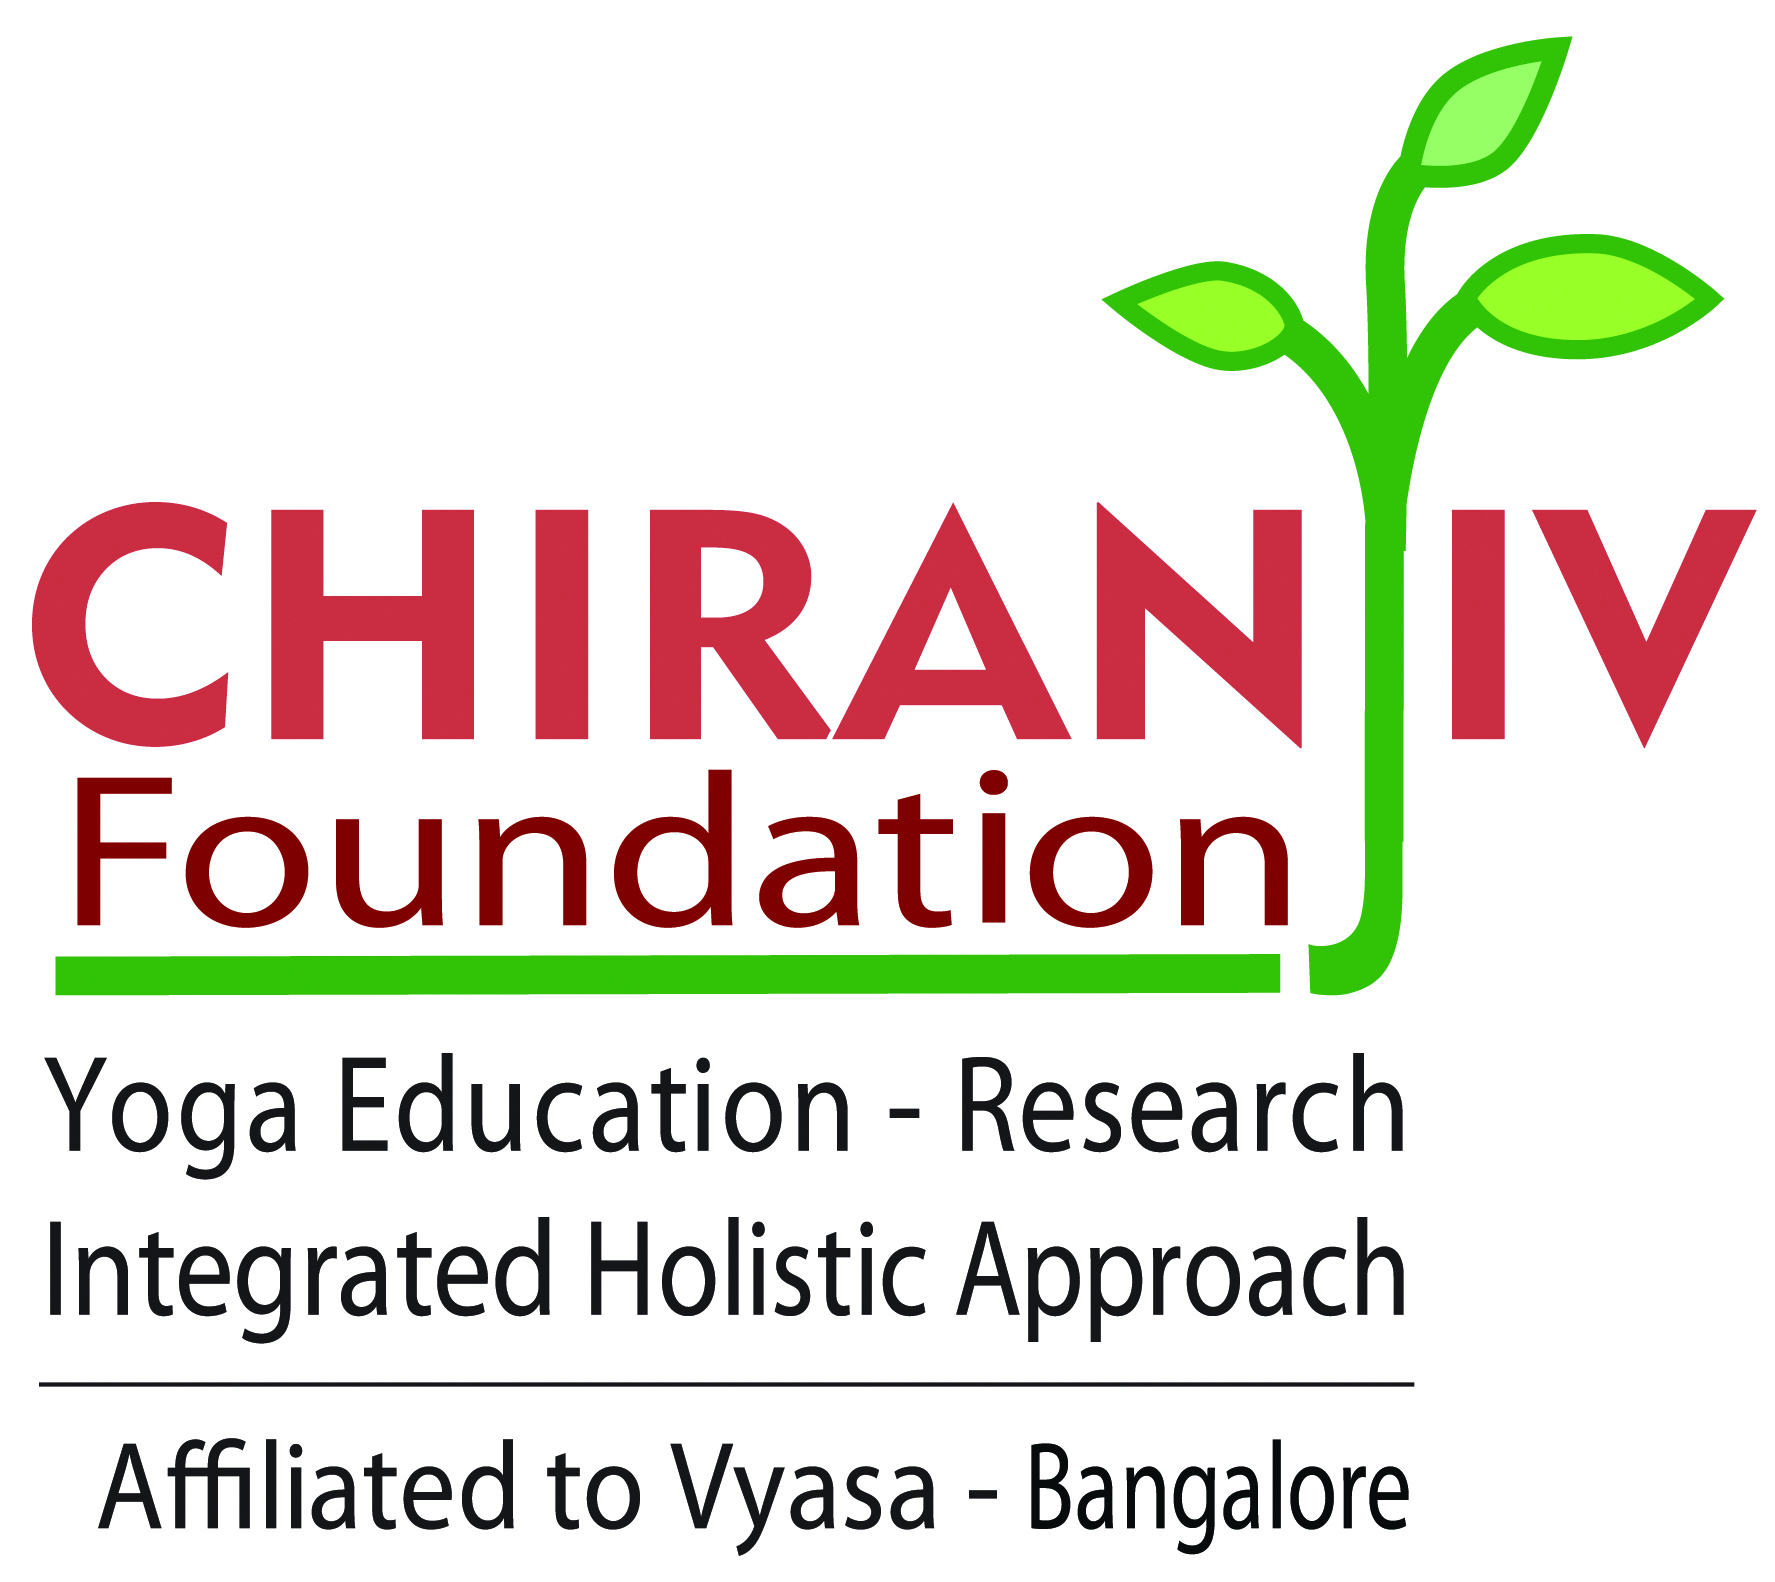 CHIRANJIV
Foundation
Yoga Education - Research
Integrated Holistic Approach
Affiliated to Vyasa - Bangalore